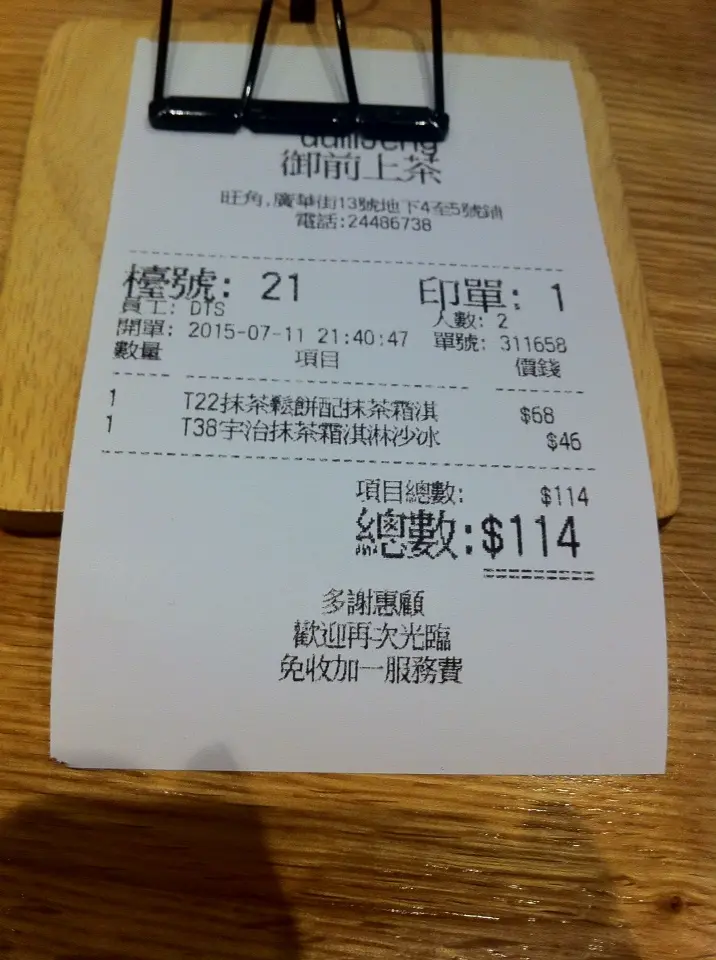 御前上茶
旺角,廣華街13號地下4至5號鋪
電話:24486738
檯號: 21 印單: 1
員工: DTS 人數: 2
開單: 2015-07-11 21:40:47 單號: 311658
數量 項目 價錢
1 T22抹茶鬆餅配抹茶霜淇 $68
1 T38宇治抹茶霜淇淋沙冰 $46
項目總數: $114
總數:$114
多謝惠顧
歡迎再次光臨
免收加一服務費